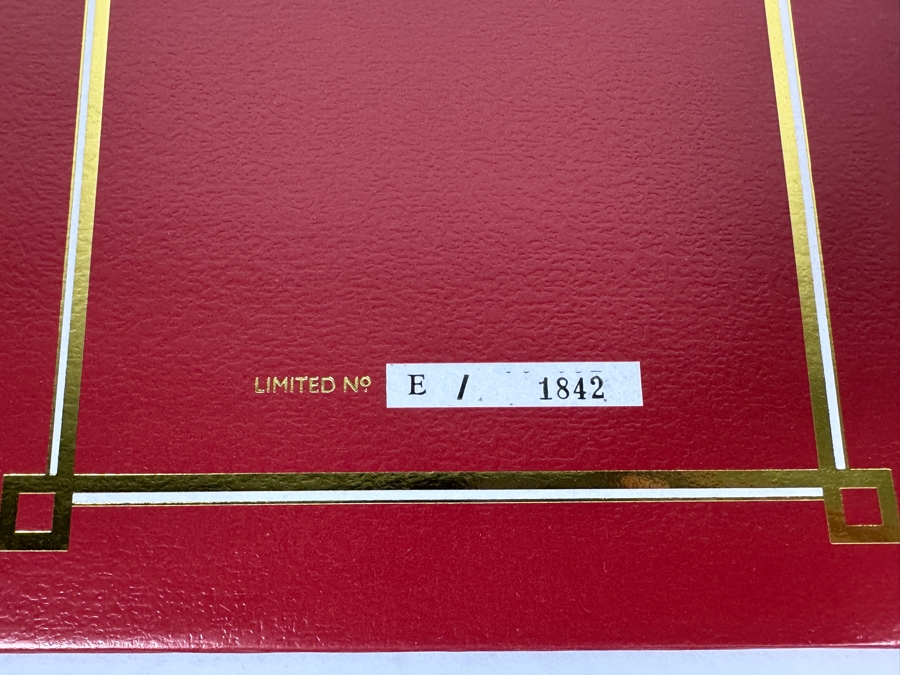 LIMITED Nº E / 1842